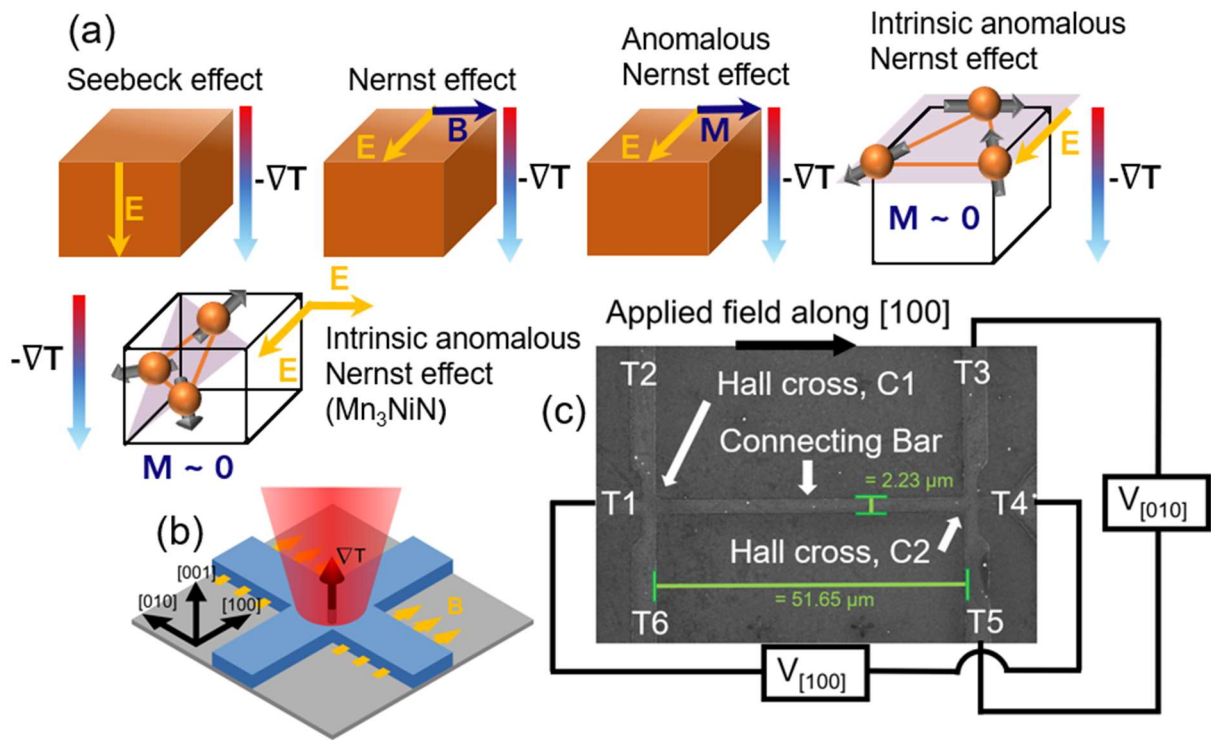 (a)
Seebeck effect
E
-∇T
Nernst effect
B
E
-∇T
Anomalous
Nernst effect
M
E
-∇T
Intrinsic anomalous
Nernst effect
E
M ~ 0
-∇T
-∇T
E
E
M ~ 0
Intrinsic anomalous
Nernst effect
(Mn₃NiN)
(b)
∇T
[001]
[010]
[100]
B
(c)
Applied field along [100]
T2
T3
Hall cross, C1
Connecting Bar
= 2.23 µm
T1
T4
Hall cross, C2
= 51.65 µm
T6
T5
V[010]
V[100]